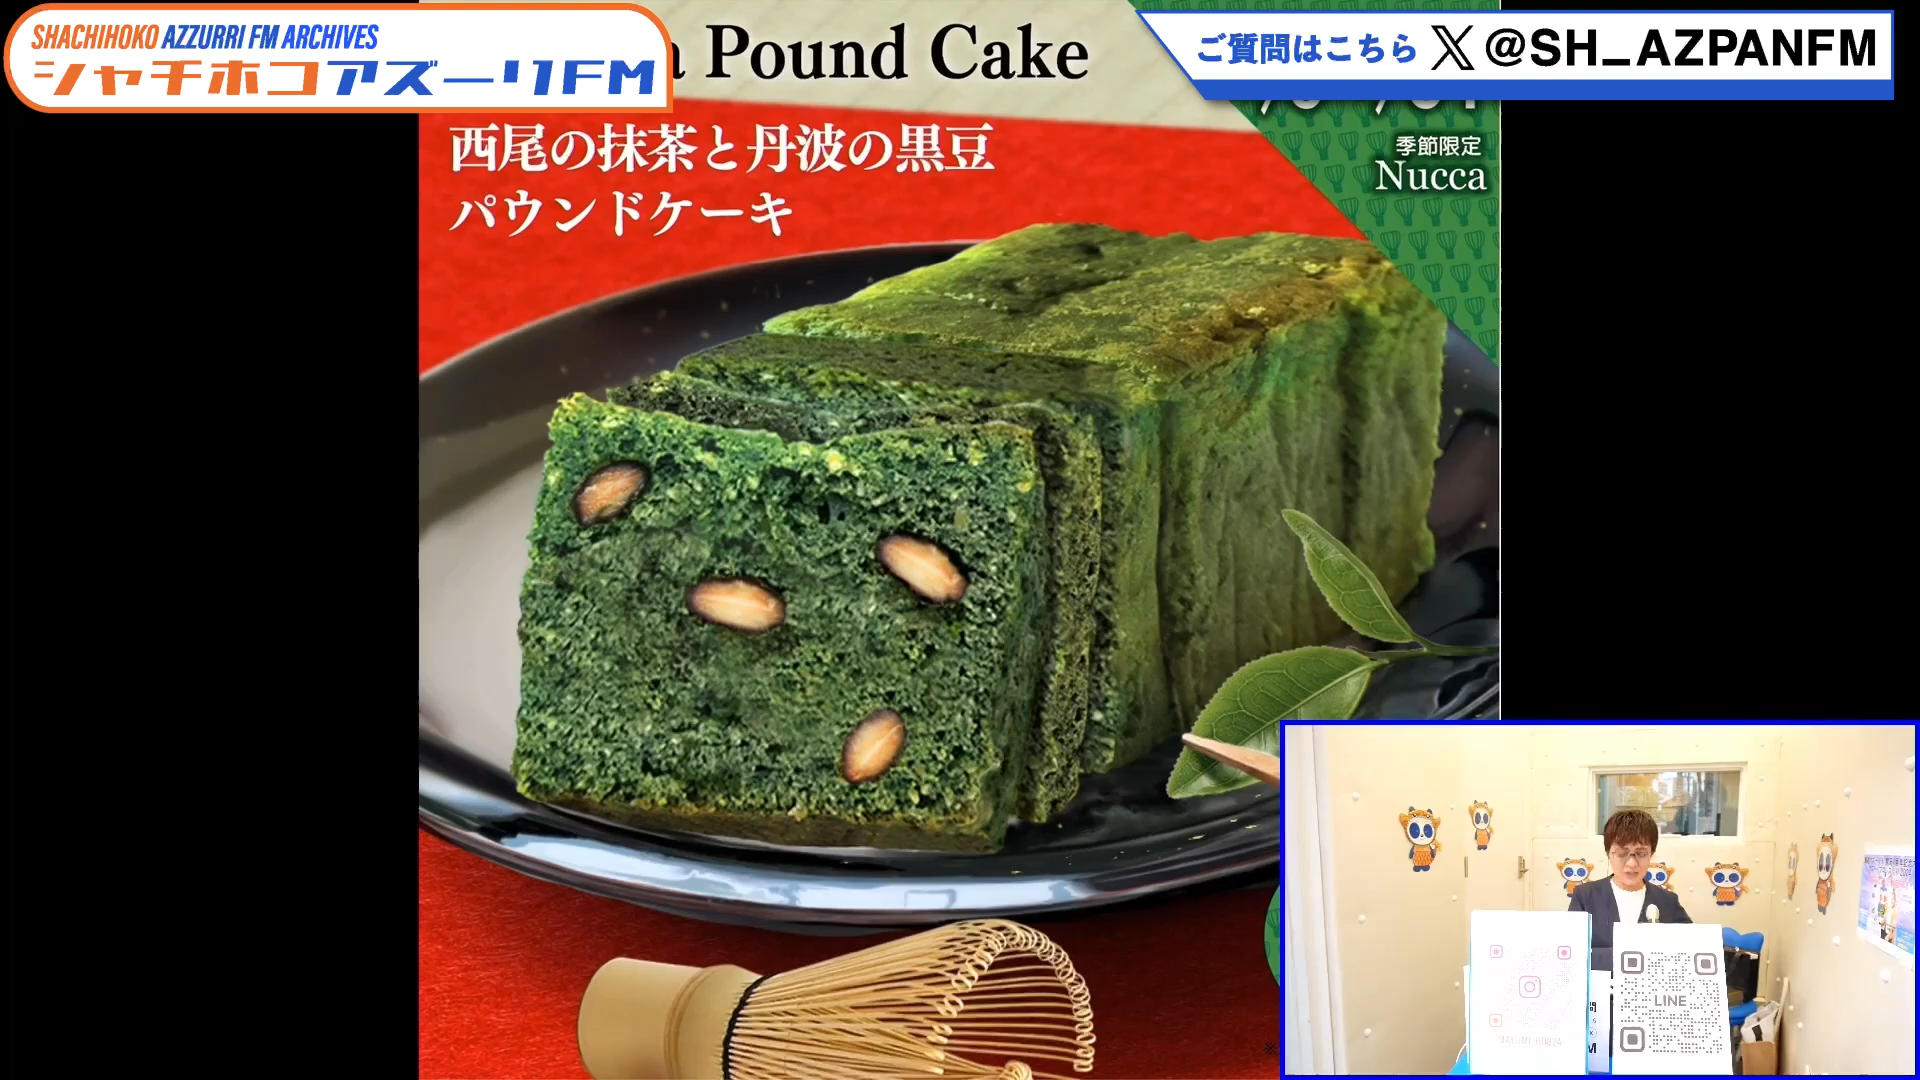 SHACHIHOKO AZZURRI FM ARCHIVES
シャチホコアズーリFM
Pound Cake
ご質問はこちら X @SH_AZPANFM
西尾の抹茶と丹波の黒豆
パウンドケーキ
季節限定
Nucca
LINE